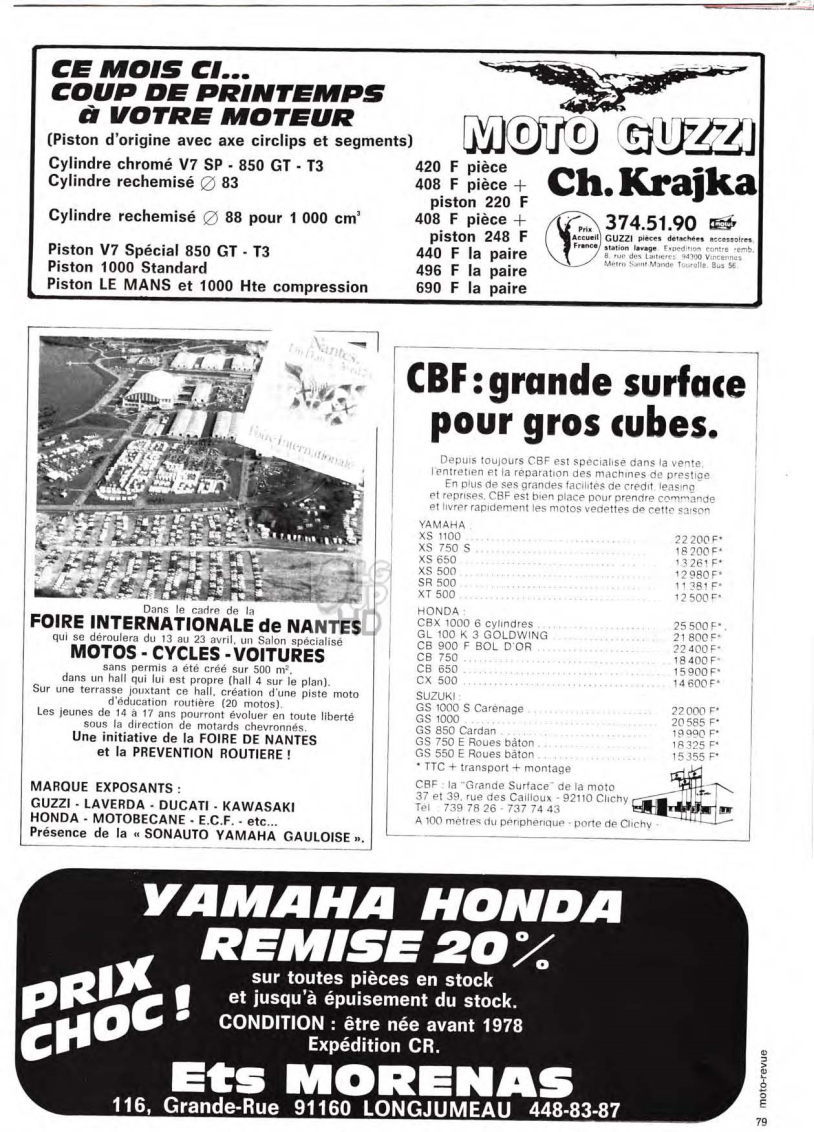 CE MOIS CI...
COUP DE PRINTEMPS
à VOTRE MOTEUR
(Piston d'origine avec axe circlips et segments)
Cylindre chromé V7 SP - 850 GT - T3 420 F pièce
Cylindre rechemisé ∅ 83 408 F pièce +
piston 220 F
Cylindre rechemisé ∅ 88 pour 1 000 cm³ 408 F pièce +
piston 248 F
Piston V7 Spécial 850 GT - T3 440 F la paire
Piston 1000 Standard 496 F la paire
Piston LE MANS et 1000 Hte compression 690 F la paire
MOTO GUZZI
Ch. Krajka
Prix
Accueil
France
374.51.90
GUZZI pièces détachées accessoires,
station lavage. Expédition contre remb.
8, rue des Laitières, 94300 Vincennes
Métro Saint-Mandé Tourelle. Bus 56.
Nantes.
Foire Internationale
Dans le cadre de la
FOIRE INTERNATIONALE de NANTES
qui se déroulera du 13 au 23 avril, un Salon spécialisé
MOTOS - CYCLES - VOITURES
sans permis a été créé sur 500 m²,
dans un hall qui lui est propre (hall 4 sur le plan).
Sur une terrasse jouxtant ce hall, création d'une piste moto
d'éducation routière (20 motos).
Les jeunes de 14 à 17 ans pourront évoluer en toute liberté
sous la direction de motards chevronnés.
Une initiative de la FOIRE DE NANTES
et la PREVENTION ROUTIERE !
MARQUE EXPOSANTS :
GUZZI - LAVERDA - DUCATI - KAWASAKI
HONDA - MOTOBECANE - E.C.F. - etc...
Présence de la « SONAUTO YAMAHA GAULOISE ».
CBF : grande surface
pour gros cubes.
Depuis toujours CBF est spécialisé dans la vente,
l'entretien et la réparation des machines de prestige
En plus de ses grandes facilités de crédit, leasing
et reprises, CBF est bien placé pour prendre commande
et livrer rapidement les motos vedettes de cette saison
YAMAHA :
XS 1100 22 200 F*
XS 750 S 18 200 F*
XS 650 13 261 F*
XS 500 12 980 F*
SR 500 11 381 F*
XT 500 12 500 F*
HONDA :
CBX 1000 6 cylindres 25 500 F*
GL 100 K 3 GOLDWING 21 800 F*
CB 900 F BOL D'OR 22 400 F*
CB 750 18 400 F*
CB 650 15 900 F*
CX 500 14 600 F*
SUZUKI :
GS 1000 S Carénage 22 000 F*
GS 1000 20 585 F*
GS 850 Cardan 19 990 F*
GS 750 E Roues bâton 18 325 F*
GS 550 E Roues bâton 15 355 F*
* TTC + transport + montage
CBF : la "Grande Surface" de la moto
37 et 39, rue des Cailloux - 92110 Clichy
Tél. : 739 78 26 - 737 74 43
A 100 mètres du périphérique - porte de Clichy -
YAMAHA HONDA
REMISE 20 %
PRIX
CHOC !
sur toutes pièces en stock
et jusqu'à épuisement du stock.
CONDITION : être née avant 1978
Expédition CR.
Ets MORENAS
116, Grande-Rue 91160 LONGJUMEAU 448-83-87
moto-revue
79